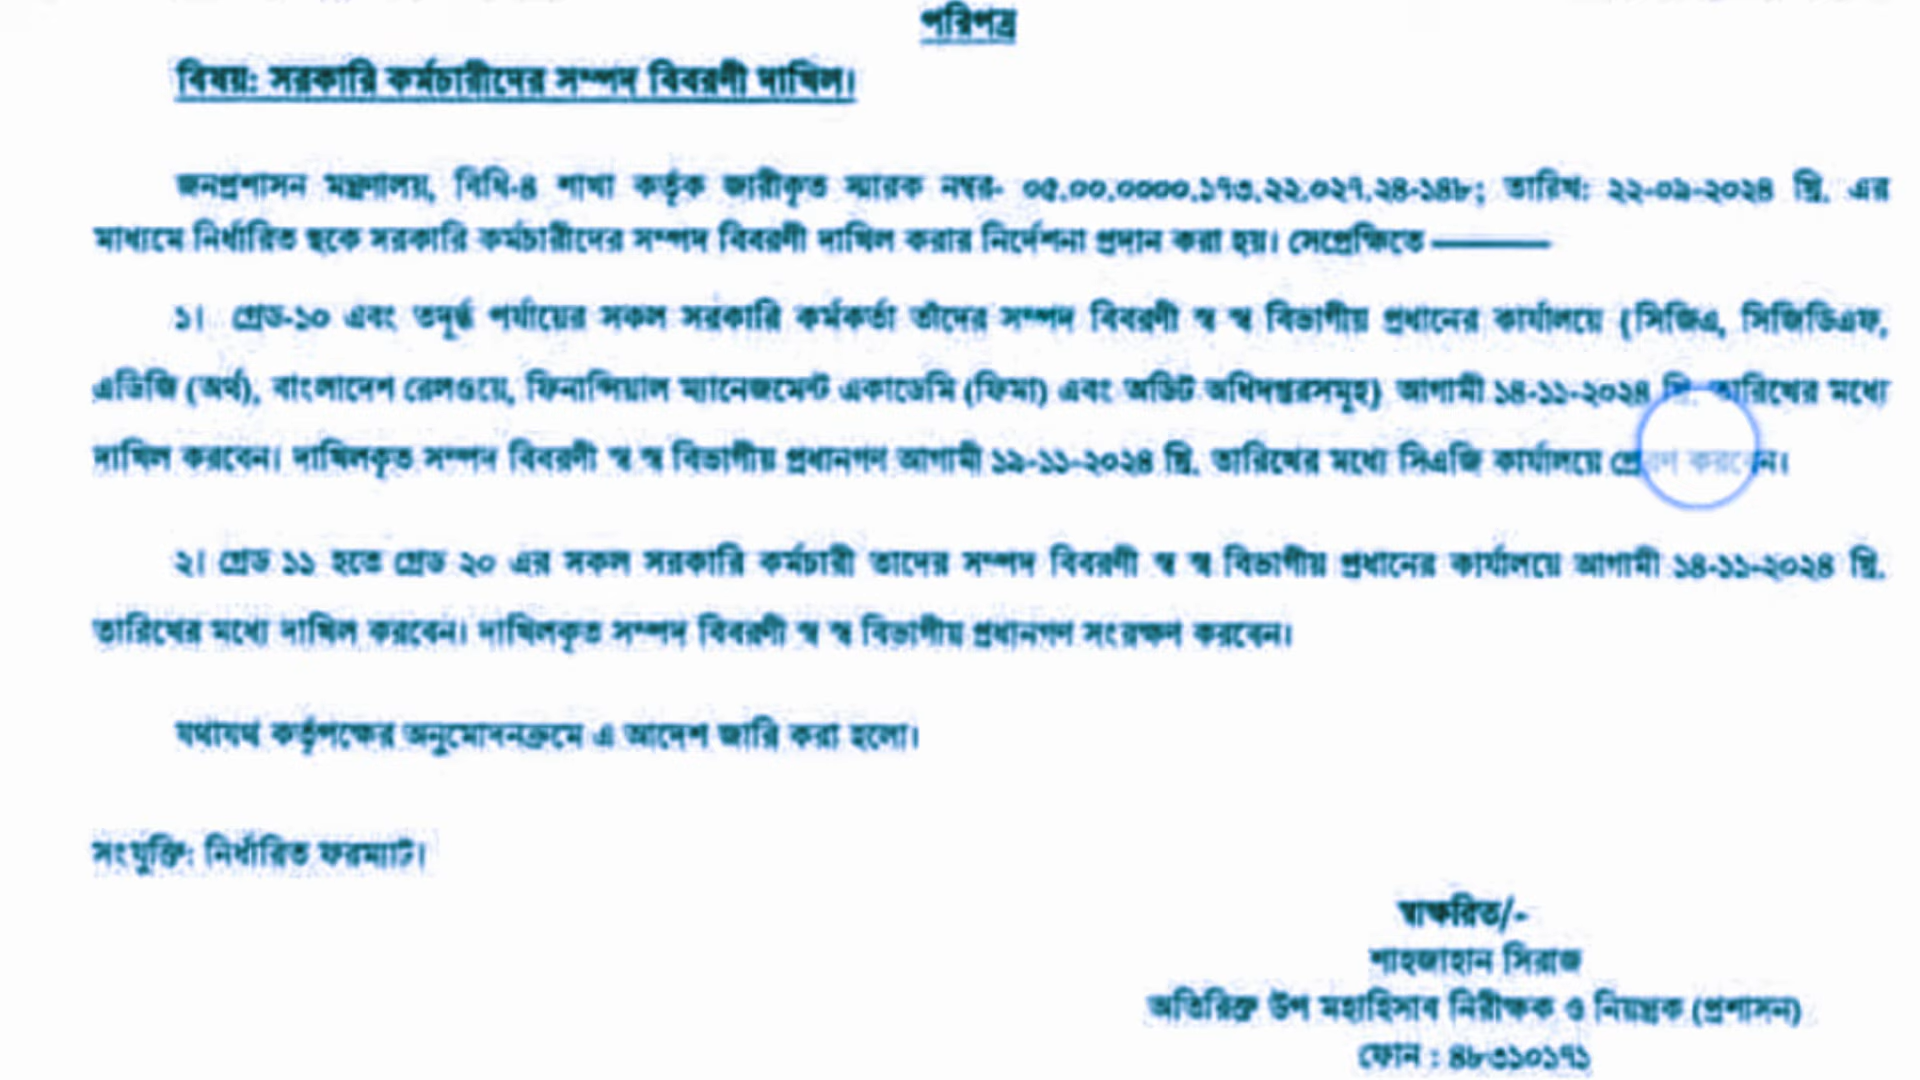 পরিপত্র
বিষয়: সরকারি কর্মচারীদের সম্পদ বিবরণী দাখিল।
জনপ্রশাসন মন্ত্রণালয়, বিধি-৪ শাখা কর্তৃক জারীকৃত স্মারক নম্বর- ০৫.০০.০০০০.১৭৩.২২.০২৭.২৪-১৪৮; তারিখ: ২২-০৯-২০২৪ খ্রি. এর
মাধ্যমে নির্ধারিত ছকে সরকারি কর্মচারীদের সম্পদ বিবরণী দাখিল করার নির্দেশনা প্রদান করা হয়। সেপ্রেক্ষিতে ———
১। গ্রেড-১০ এবং তদূর্ধ্ব পর্যায়ের সকল সরকারি কর্মকর্তা তাঁদের সম্পদ বিবরণী স্ব স্ব বিভাগীয় প্রধানের কার্যালয়ে (সিজিএ, সিজিডিএফ,
এডিজি (অর্থ), বাংলাদেশ রেলওয়ে, ফিনান্সিয়াল ম্যানেজমেন্ট একাডেমি (ফিমা) এবং অডিট অধিদপ্তরসমূহ) আগামী ১৪-১১-২০২৪ খ্রি. তারিখের মধ্যে
দাখিল করবেন। দাখিলকৃত সম্পদ বিবরণী স্ব স্ব বিভাগীয় প্রধানগণ আগামী ১৯-১১-২০২৪ খ্রি. তারিখের মধ্যে সিএজি কার্যালয়ে প্রেরণ করবেন।
২। গ্রেড ১১ হতে গ্রেড ২০ এর সকল সরকারি কর্মচারী তাদের সম্পদ বিবরণী স্ব স্ব বিভাগীয় প্রধানের কার্যালয়ে আগামী ১৪-১১-২০২৪ খ্রি.
তারিখের মধ্যে দাখিল করবেন। দাখিলকৃত সম্পদ বিবরণী স্ব স্ব বিভাগীয় প্রধানগণ সংরক্ষণ করবেন।
যথাযথ কর্তৃপক্ষের অনুমোদনক্রমে এ আদেশ জারি করা হলো।
সংযুক্তি: নির্ধারিত ফরম্যাট।
স্বাক্ষরিত/-
শাহজাহান সিরাজ
অতিরিক্ত উপ মহাহিসাব নিরীক্ষক ও নিয়ন্ত্রক (প্রশাসন)
ফোন : ৪৮৩১০১৭১